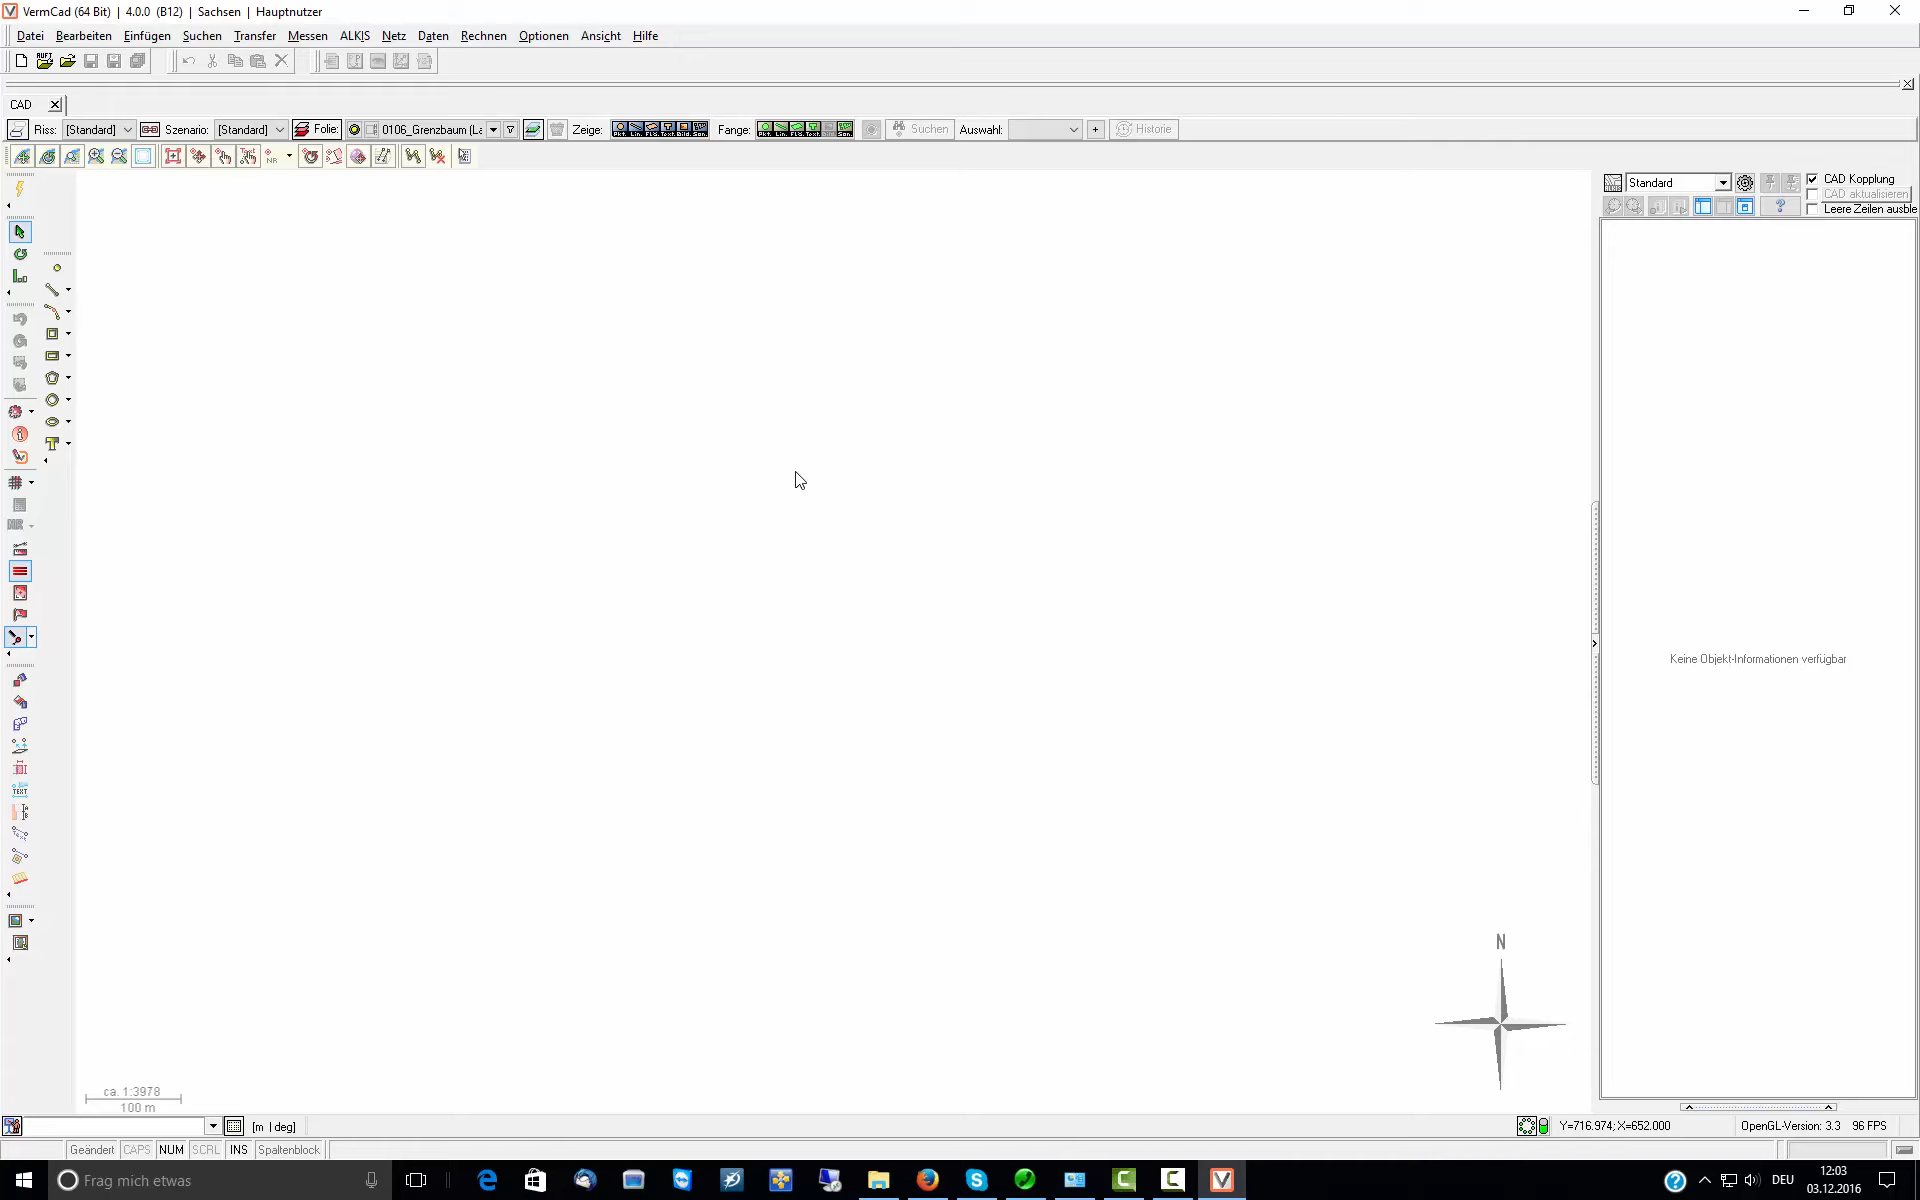 VermCad (64 Bit) | 4.0.0 (B12) | Sachsen | Hauptnutzer
Datei Bearbeiten Einfügen Suchen Transfer Messen ALKIS Netz Daten Rechnen Optionen Ansicht Hilfe
CAD
Riss: [Standard] Szenario: [Standard] Folie: 0106_Grenzbaum (La Zeige: Fange: Suchen Auswahl: + Historie
NR
Standard
CAD Kopplung
CAD aktualisieren
Leere Zeilen ausble
?
TEXT
Keine Objekt-Informationen verfügbar
N
ca. 1:3978
100 m
[m | deg]
Y=716.974; X=652.000
OpenGL-Version: 3.3 96 FPS
Geändert CAPS NUM SCRL INS Spaltenblock
Frag mich etwas
DEU
12:03
03.12.2016